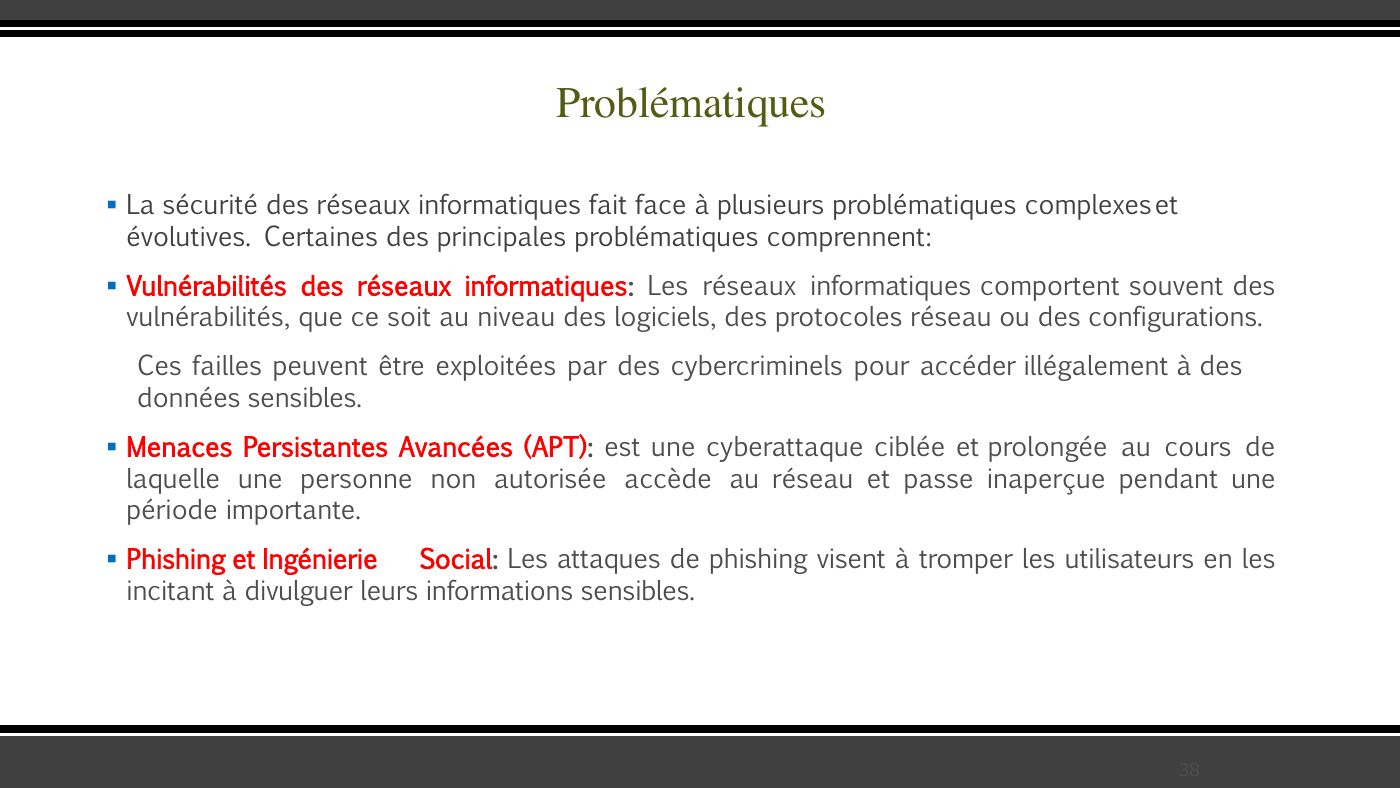 Problématiques
▪ La sécurité des réseaux informatiques fait face à plusieurs problématiques complexes et
évolutives. Certaines des principales problématiques comprennent:
▪ Vulnérabilités des réseaux informatiques: Les réseaux informatiques comportent souvent des
vulnérabilités, que ce soit au niveau des logiciels, des protocoles réseau ou des configurations.
Ces failles peuvent être exploitées par des cybercriminels pour accéder illégalement à des
données sensibles.
▪ Menaces Persistantes Avancées (APT): est une cyberattaque ciblée et prolongée au cours de
laquelle une personne non autorisée accède au réseau et passe inaperçue pendant une
période importante.
▪ Phishing et Ingénierie Social: Les attaques de phishing visent à tromper les utilisateurs en les
incitant à divulguer leurs informations sensibles.
38